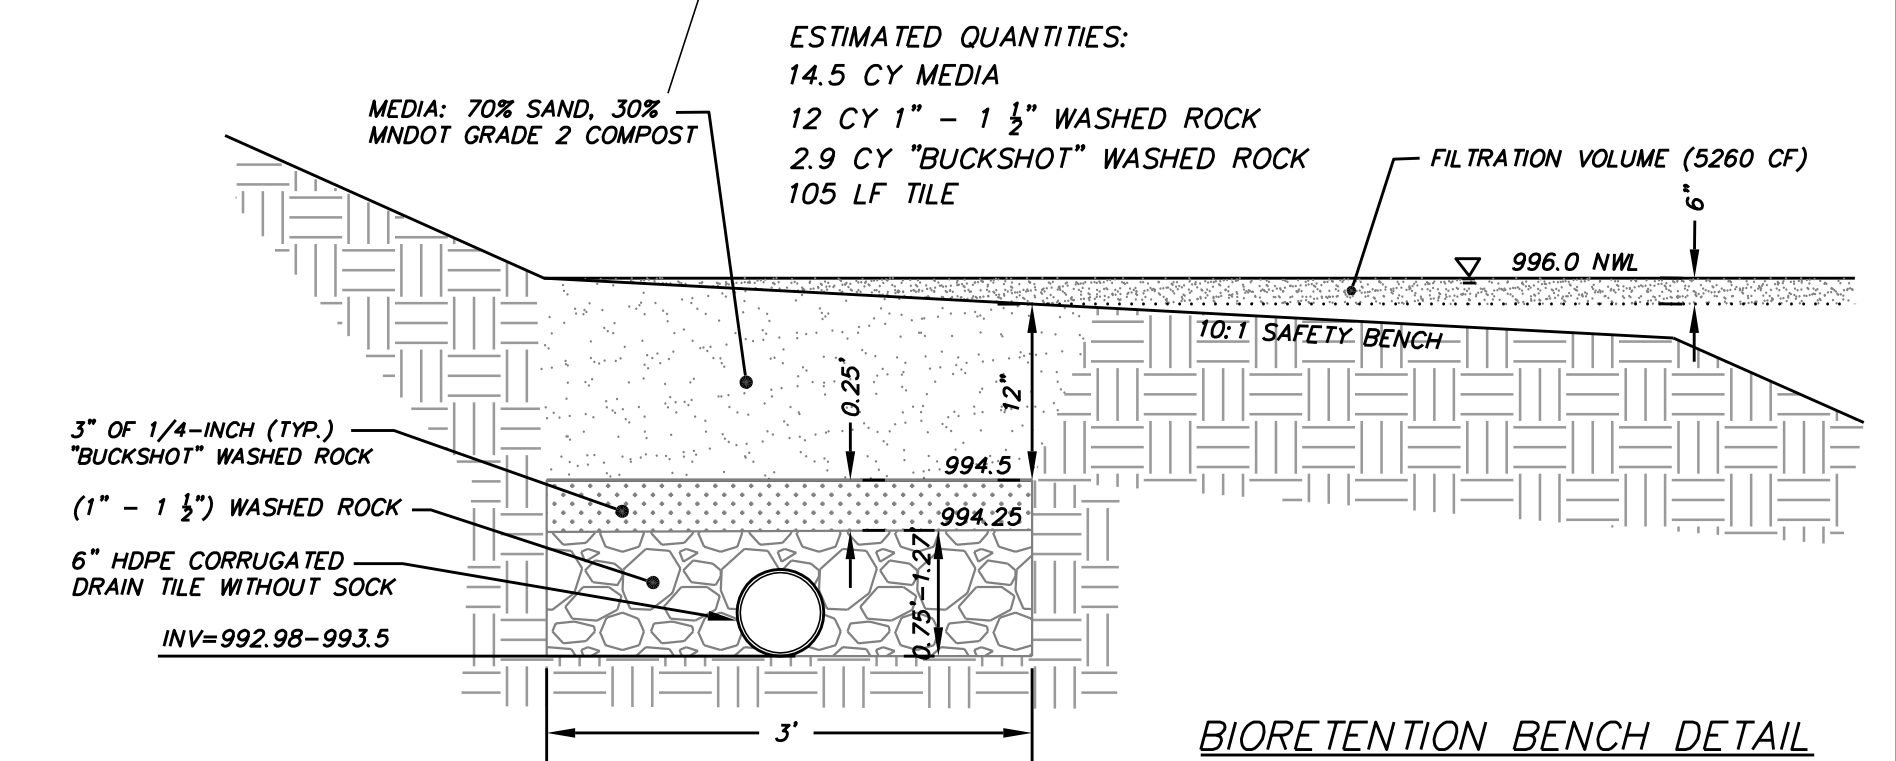 ESTIMATED QUANTITIES:
14.5 CY MEDIA
12 CY 1" - 1 1/2" WASHED ROCK
2.9 CY "BUCKSHOT" WASHED ROCK
105 LF TILE
MEDIA: 70% SAND, 30%
MNDOT GRADE 2 COMPOST
FILTRATION VOLUME (5260 CF)
6"
996.0 NWL
10:1 SAFETY BENCH
0.25'
12"
3" OF 1/4-INCH (TYP.)
"BUCKSHOT" WASHED ROCK
994.5
(1" - 1 1/2") WASHED ROCK
994.25
6" HDPE CORRUGATED
DRAIN TILE WITHOUT SOCK
0.75'-1.27'
INV=992.98-993.5
3'
BIORETENTION BENCH DETAIL